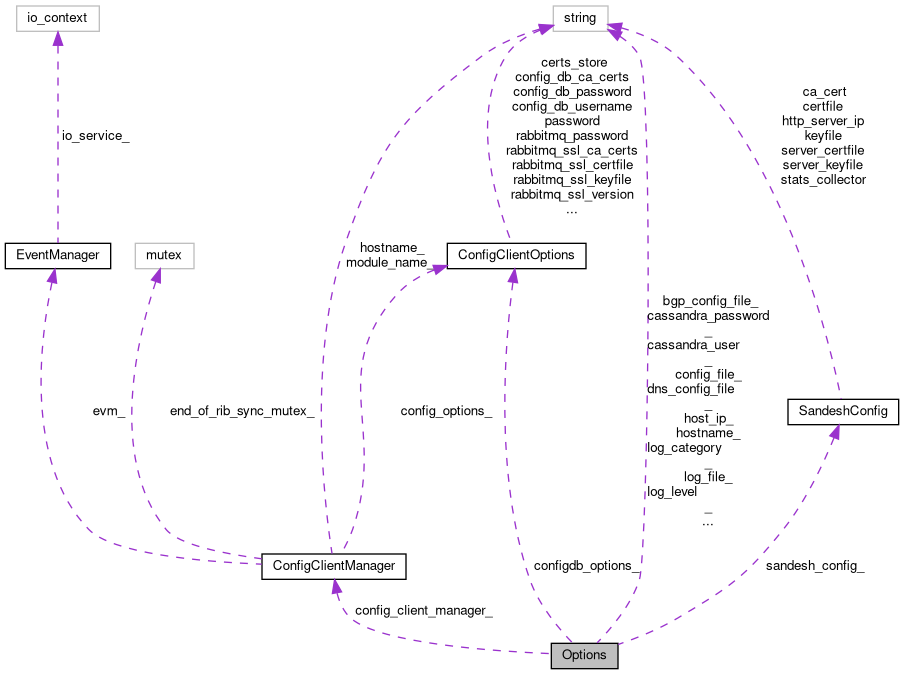 io_context
string
certs_store
config_db_ca_certs
config_db_password
config_db_username
password
rabbitmq_password
rabbitmq_ssl_ca_certs
rabbitmq_ssl_certfile
rabbitmq_ssl_keyfile
rabbitmq_ssl_version
...
ca_cert
certfile
http_server_ip
keyfile
server_certfile
server_keyfile
stats_collector
io_service_
EventManager
mutex
hostname_
module_name_
ConfigClientOptions
bgp_config_file_
cassandra_password
_
cassandra_user
_
config_file_
dns_config_file
_
host_ip_
hostname_
log_category
_
log_file_
log_level
_
...
evm_
end_of_rib_sync_mutex_
config_options_
SandeshConfig
ConfigClientManager
configdb_options_
sandesh_config_
config_client_manager_
Options